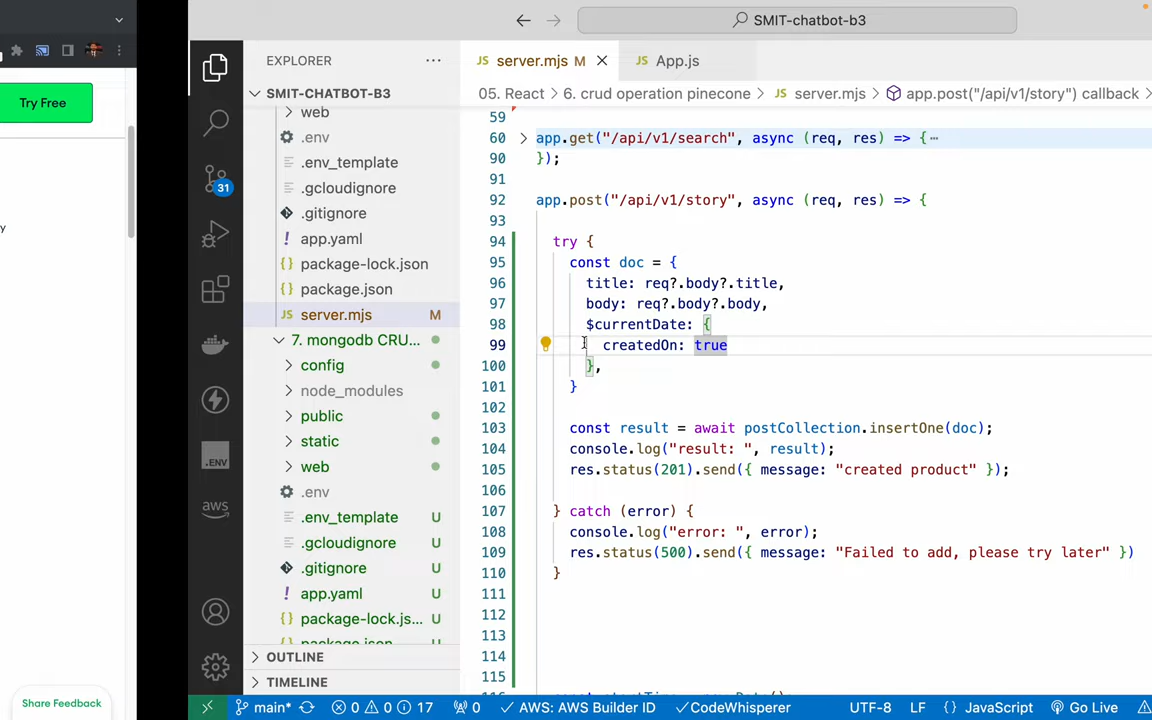 SMIT-chatbot-b3
Try Free
y
Share Feedback
EXPLORER
SMIT-CHATBOT-B3
web
.env
.env_template
.gcloudignore
.gitignore
app.yaml
package-lock.json
package.json
server.mjs M
7. mongodb CRU...
config
node_modules
public
static
web
.env
.env_template U
.gcloudignore U
.gitignore U
app.yaml U
package-lock.js... U
package.json U
OUTLINE
TIMELINE
31
.ENV
aws
JS server.mjs M JS App.js
05. React > 6. crud operation pinecone > JS server.mjs > app.post("/api/v1/story") callback >
59
60 app.get("/api/v1/search", async (req, res) => {
90 });
91
92 app.post("/api/v1/story", async (req, res) => {
93
94 try {
95 const doc = {
96 title: req?.body?.title,
97 body: req?.body?.body,
98 $currentDate: {
99 createdOn: true
100 },
101 }
102
103 const result = await postCollection.insertOne(doc);
104 console.log("result: ", result);
105 res.status(201).send({ message: "created product" });
106
107 } catch (error) {
108 console.log("error: ", error);
109 res.status(500).send({ message: "Failed to add, please try later" })
110 }
111
112
113
114
115
116 const startTime = new Date();
main* 0 0 17 0 AWS: AWS Builder ID CodeWhisperer UTF-8 LF {} JavaScript Go Live